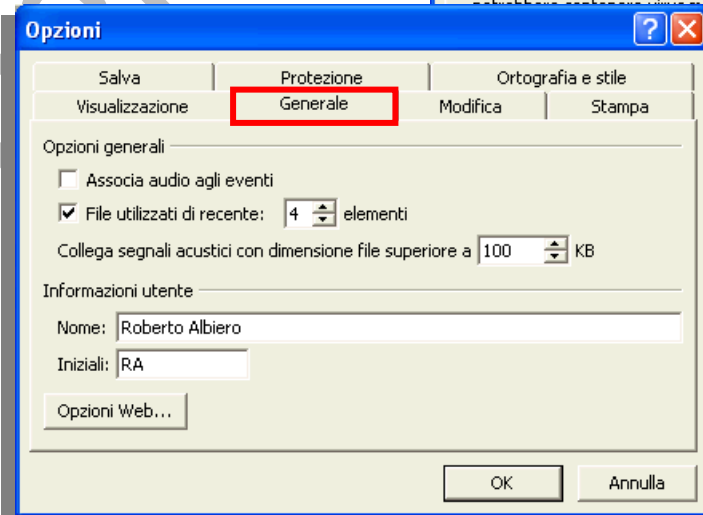 Opzioni
Salva Protezione Ortografia e stile
Visualizzazione Generale Modifica Stampa
Opzioni generali
Associa audio agli eventi
File utilizzati di recente: 4 elementi
Collega segnali acustici con dimensione file superiore a 100 KB
Informazioni utente
Nome: Roberto Albiero
Iniziali: RA
Opzioni Web...
OK Annulla